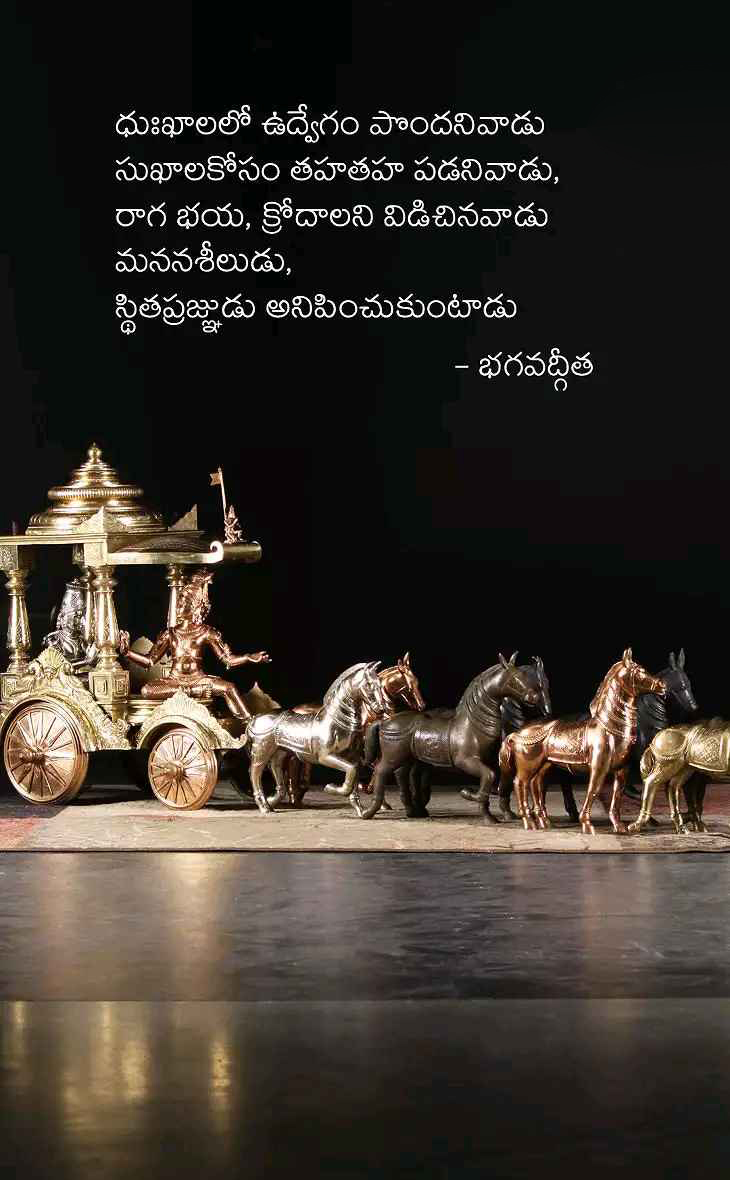 ధుఃఖాలలో ఉద్వేగం పొందనివాడు
సుఖాలకోసం తహతహ పడనివాడు,
రాగ భయ, క్రోదాలని విడిచినవాడు
మననశీలుడు,
స్థితప్రజ్ఞుడు అనిపించుకుంటాడు
– భగవద్గీత